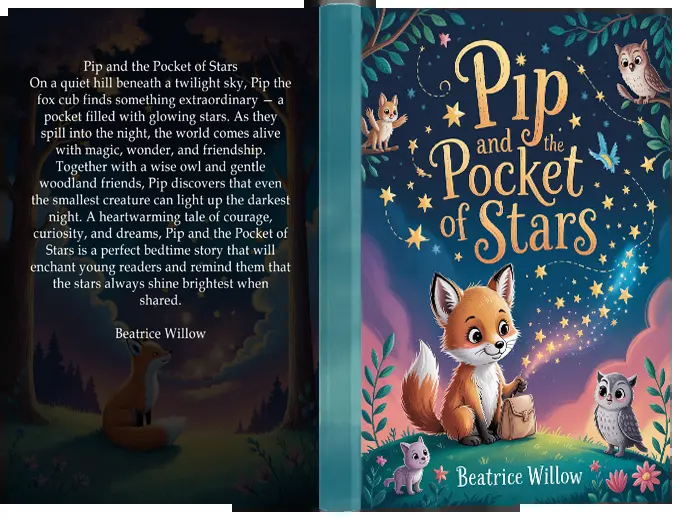 Pip and the Pocket of Stars
On a quiet hill beneath a twilight sky, Pip the
fox cub finds something extraordinary — a
pocket filled with glowing stars. As they
spill into the night, the world comes alive
with magic, wonder, and friendship.
Together with a wise owl and gentle
woodland friends, Pip discovers that even
the smallest creature can light up the darkest
night. A heartwarming tale of courage,
curiosity, and dreams, Pip and the Pocket of
Stars is a perfect bedtime story that will
enchant young readers and remind them that
the stars always shine brightest when
shared.
Beatrice Willow
Pip
and the
Pocket
of Stars
Beatrice Willow